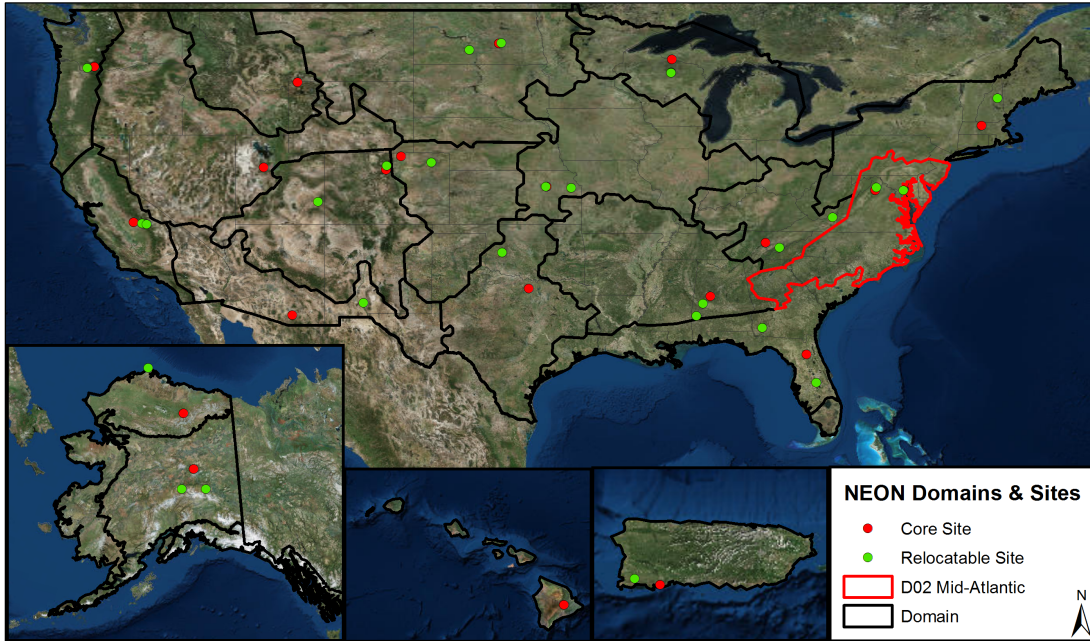 NEON Domains & Sites
Core Site
Relocatable Site
D02 Mid-Atlantic
Domain
N